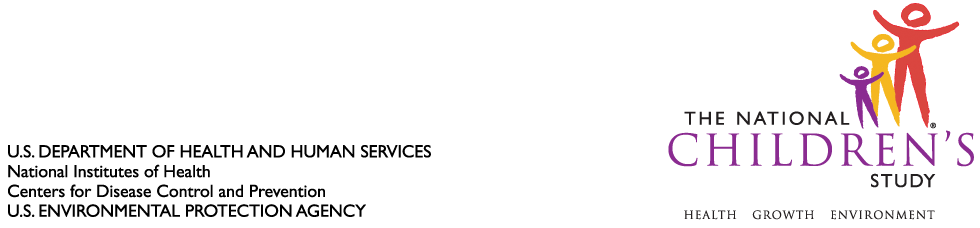 U.S. DEPARTMENT OF HEALTH AND HUMAN SERVICES
National Institutes of Health
Centers for Disease Control and Prevention
U.S. ENVIRONMENTAL PROTECTION AGENCY
THE NATIONAL
CHILDREN'S®
STUDY
HEALTH GROWTH ENVIRONMENT